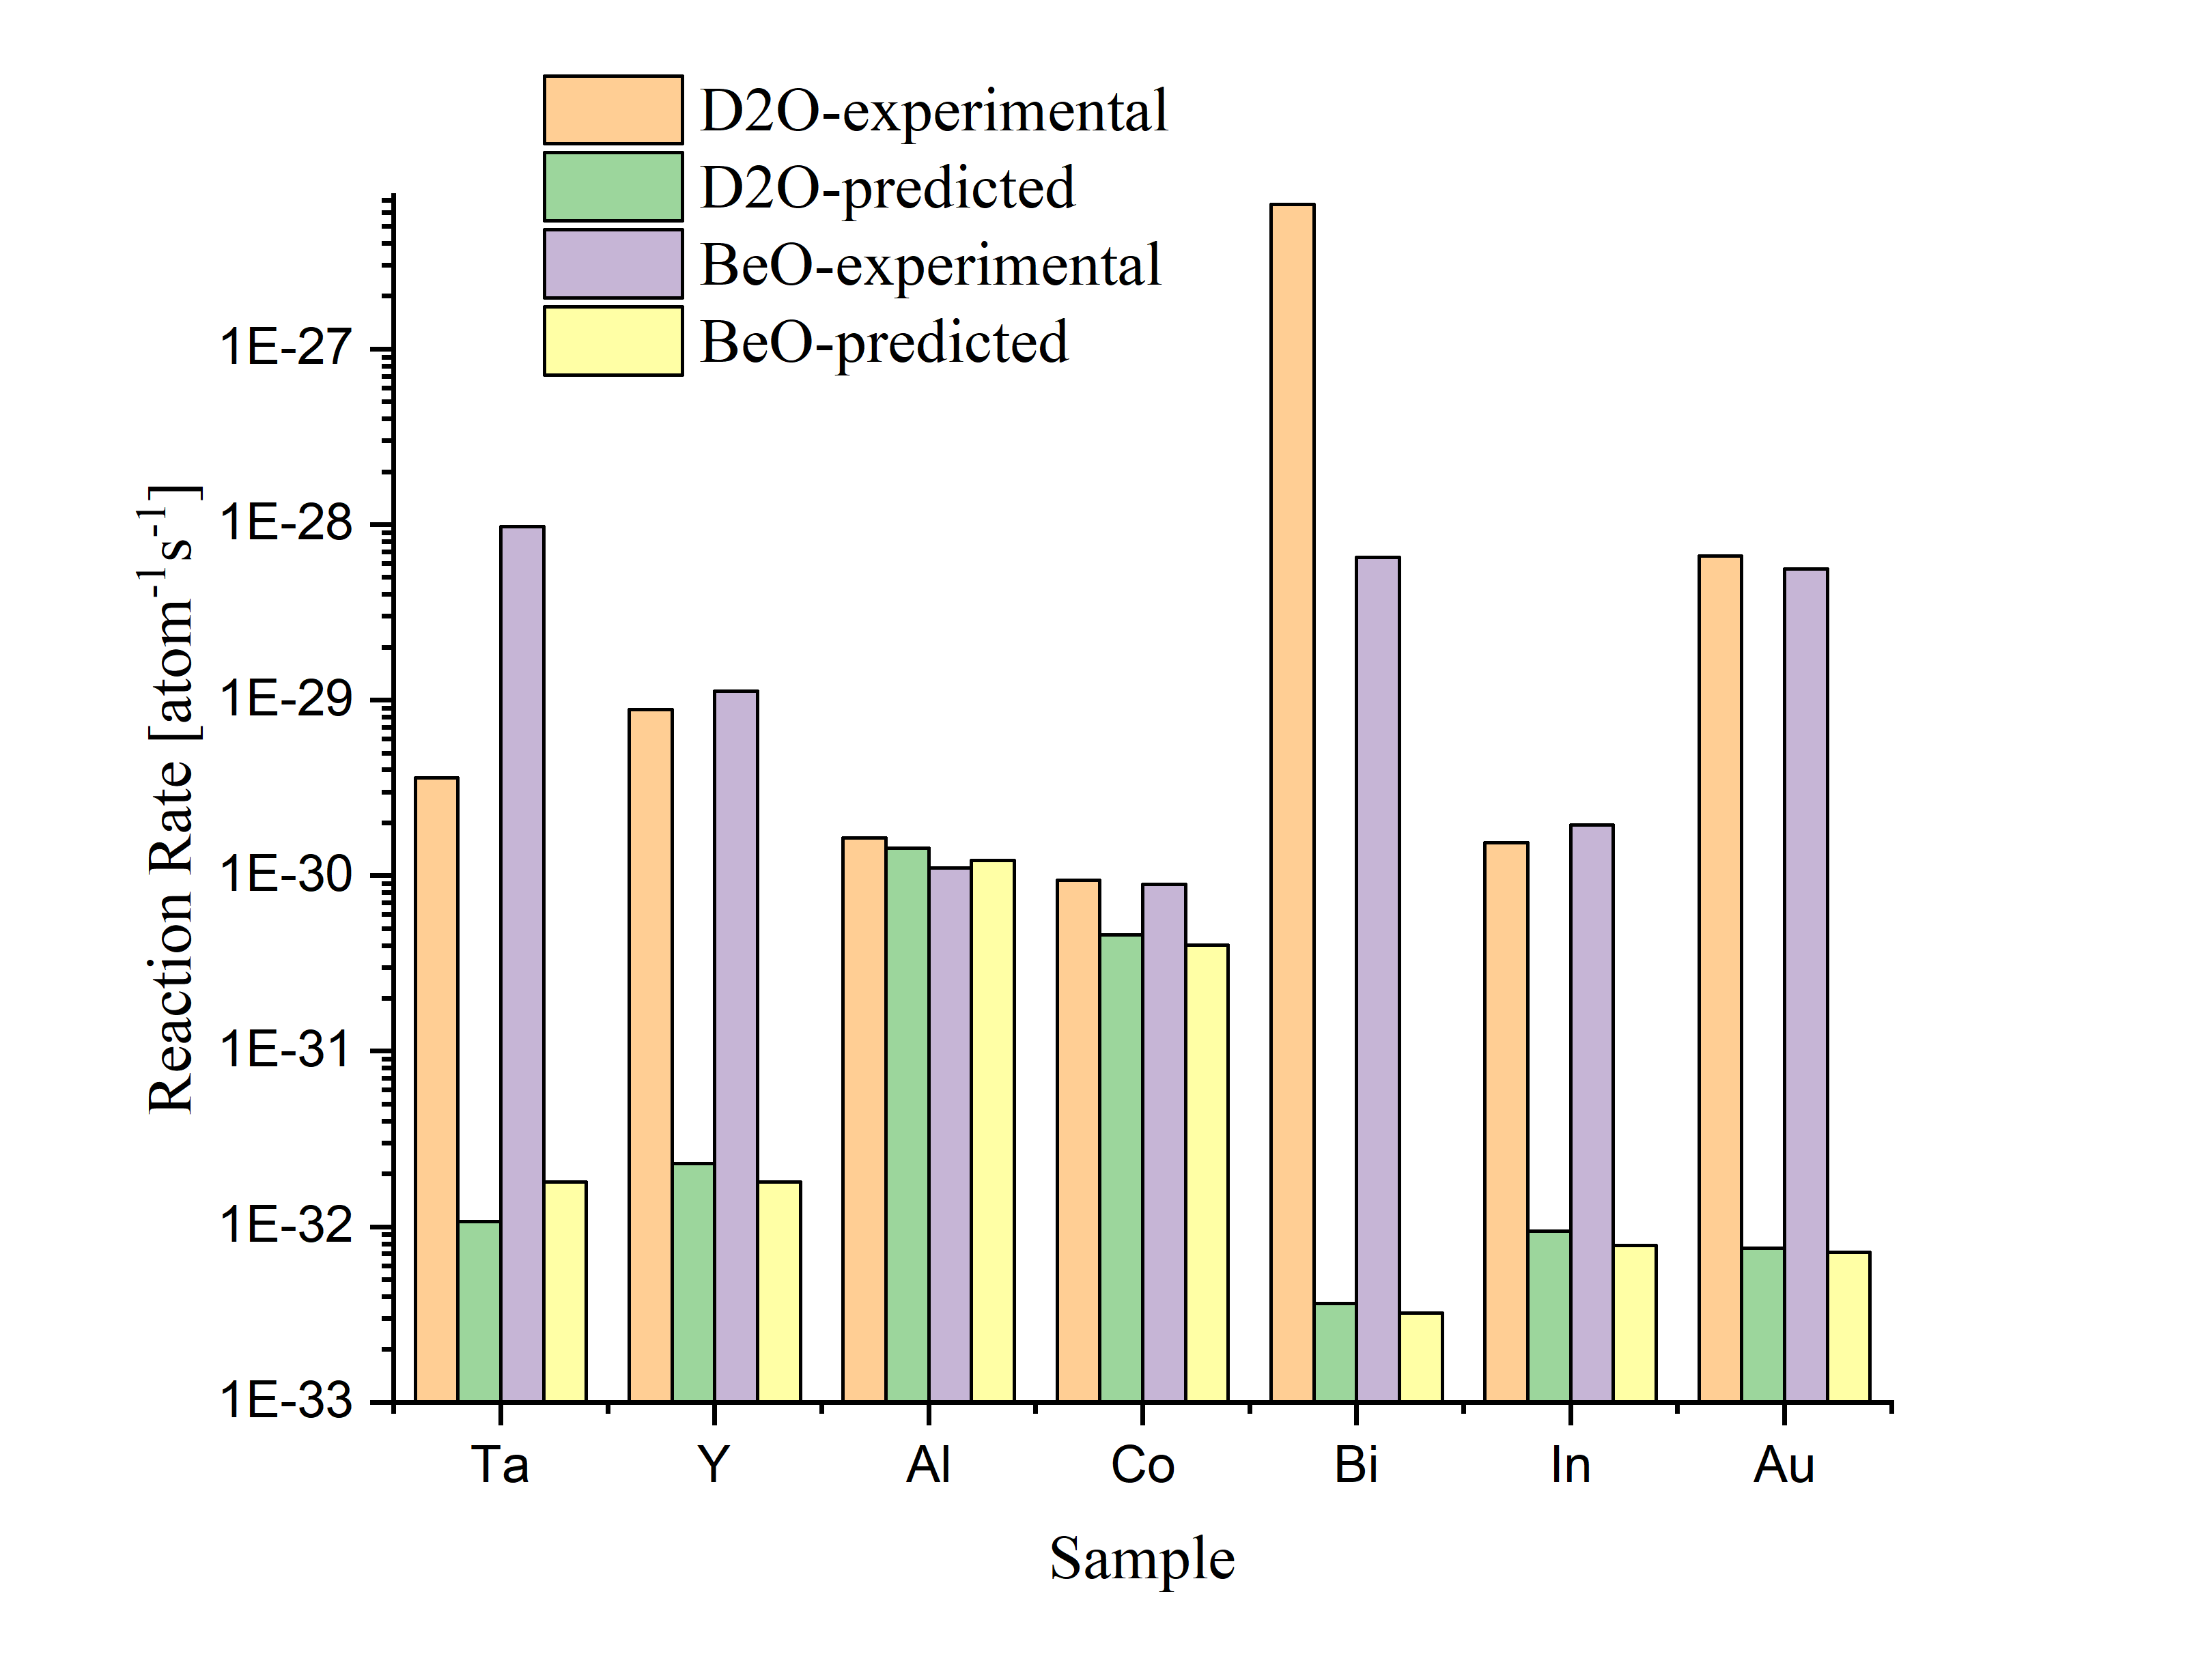 D2O-experimental
D2O-predicted
BeO-experimental
BeO-predicted
1E-27
1E-28
1E-29
1E-30
1E-31
1E-32
1E-33
Reaction Rate [atom⁻¹s⁻¹]
Ta Y Al Co Bi In Au
Sample